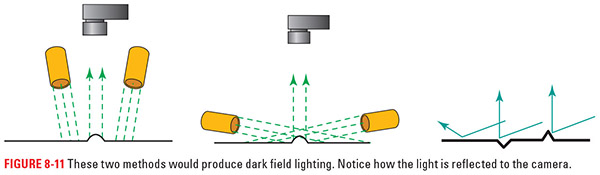 FIGURE 8-11 These two methods would produce dark field lighting. Notice how the light is reflected to the camera.